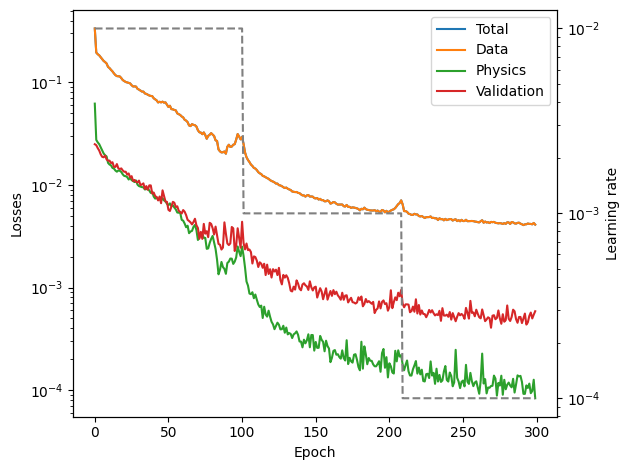 Total
Data
Physics
Validation
Losses
10⁻¹
10⁻²
10⁻³
10⁻⁴
10⁻²
10⁻³
10⁻⁴
Learning rate
0 50 100 150 200 250 300
Epoch